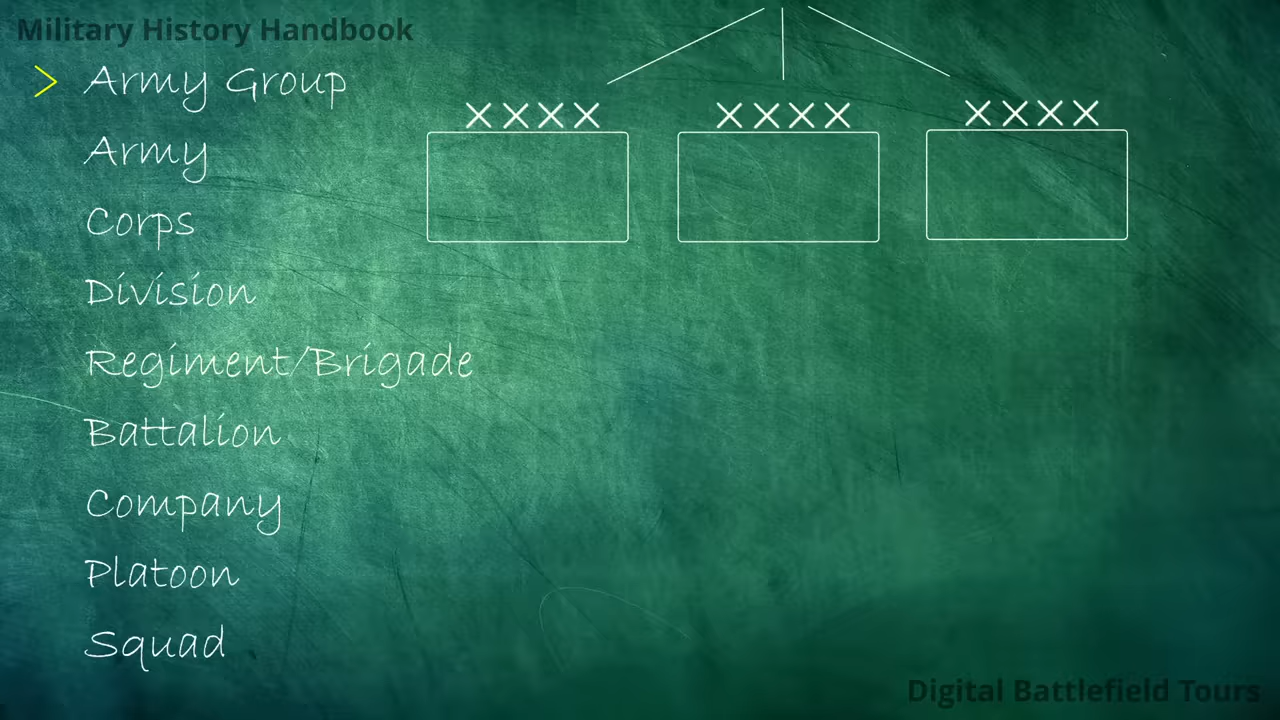 Military History Handbook
> Army Group
XXXX XXXX XXXX
Army
Corps
Division
Regiment/Brigade
Battalion
Company
Platoon
Squad
Digital Battlefield Tours